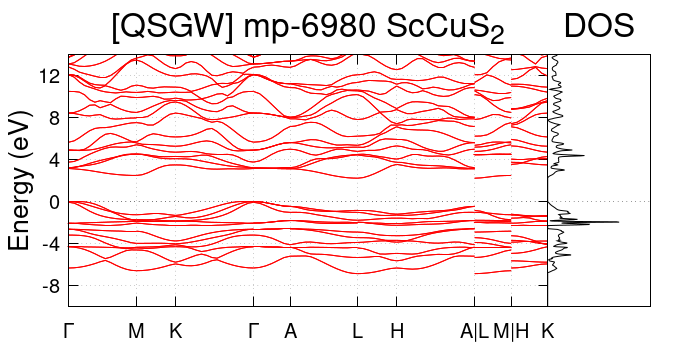 [QSGW] mp-6980 ScCuS₂ DOS
Energy (eV)
12
8
4
0
-4
-8
Γ M K Γ A L H A|L M|H K